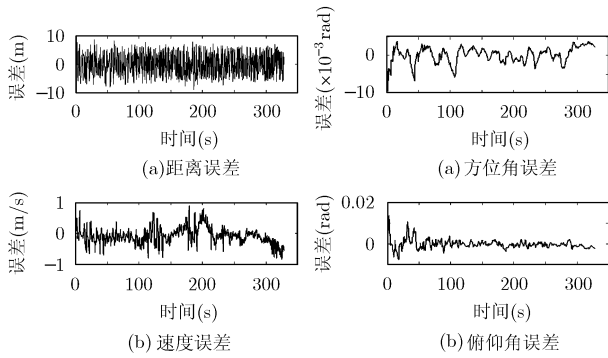 10
0
−10
误差(m)
0 100 200 300
时间(s)
(a)距离误差
0
−10
误差(×10⁻³rad)
0 100 200 300
时间(s)
(a)方位角误差
1
0
−1
误差(m/s)
0 100 200 300
时间(s)
(b)速度误差
0.02
0
误差(rad)
0 100 200 300
时间(s)
(b)俯仰角误差